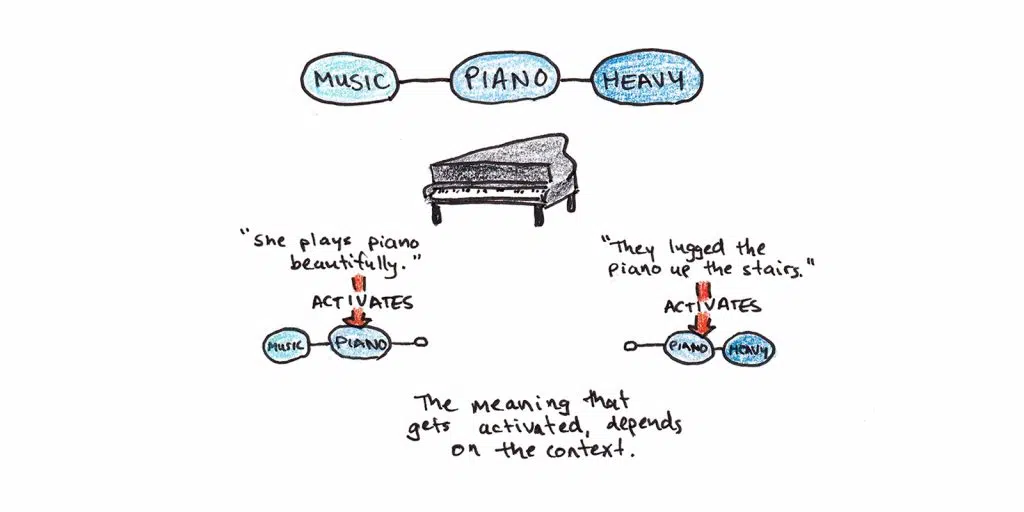 MUSIC PIANO HEAVY
"She plays piano
beautifully."
ACTIVATES
MUSIC PIANO
"They lugged the
piano up the stairs."
ACTIVATES
PIANO HEAVY
The meaning that
gets activated, depends
on the context.